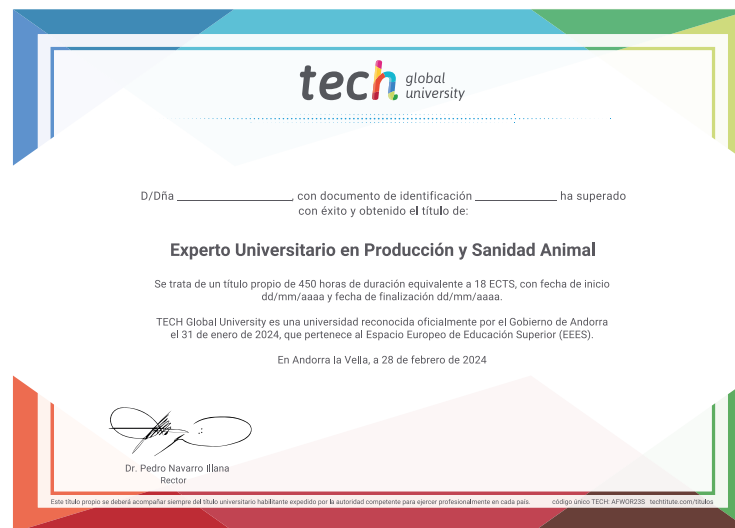 tech global university
D/Dña ____________________, con documento de identificación ______________ ha superado
con éxito y obtenido el título de:
Experto Universitario en Producción y Sanidad Animal
Se trata de un título propio de 450 horas de duración equivalente a 18 ECTS, con fecha de inicio
dd/mm/aaaa y fecha de finalización dd/mm/aaaa.
TECH Global University es una universidad reconocida oficialmente por el Gobierno de Andorra
el 31 de enero de 2024, que pertenece al Espacio Europeo de Educación Superior (EEES).
En Andorra la Vella, a 28 de febrero de 2024
Dr. Pedro Navarro Illana
Rector
Este título propio se deberá acompañar siempre del título universitario habilitante expedido por la autoridad competente para ejercer profesionalmente en cada país. código único TECH: AFWOR23S techtitute.com/titulos